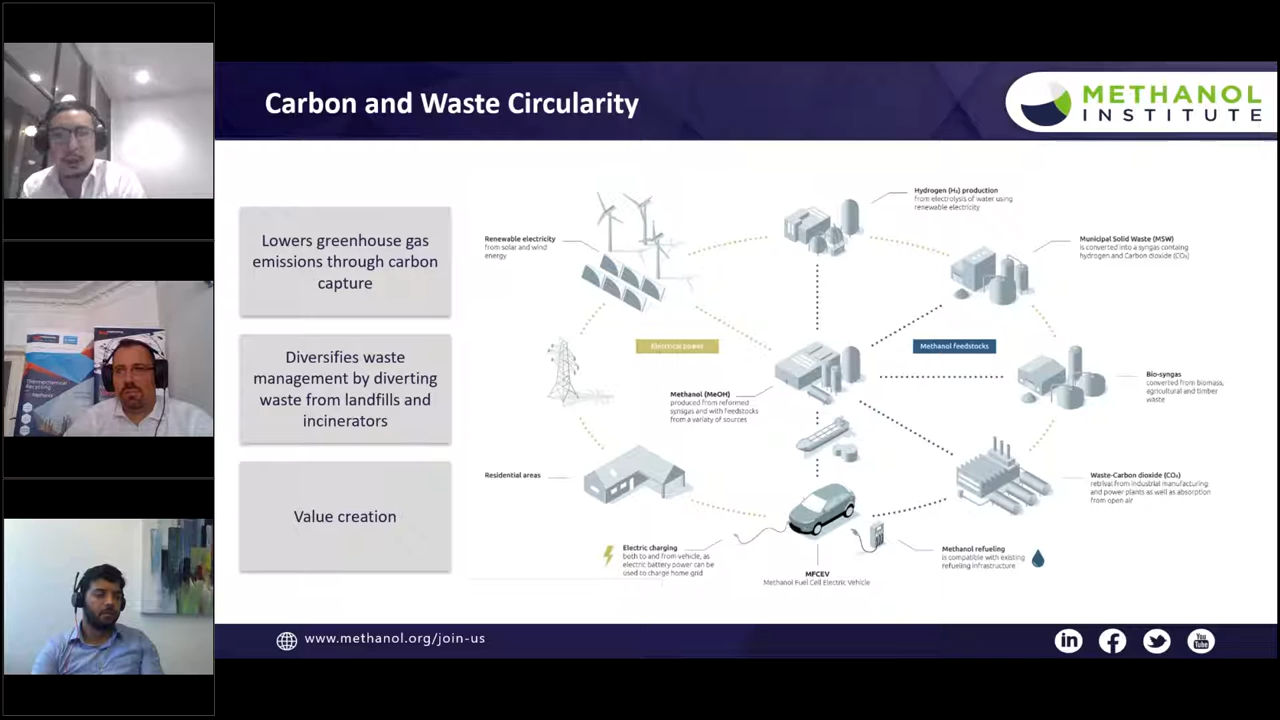 Carbon and Waste Circularity
METHANOL
INSTITUTE
Lowers greenhouse gas
emissions through carbon
capture
Diversifies waste
management by diverting
waste from landfills and
incinerators
Value creation
Renewable electricity
from solar and wind
energy
Hydrogen (H₂) production
from electrolysis of water using
renewable electricity
Municipal Solid Waste (MSW)
is converted into a syngas containg
hydrogen and Carbon dioxide (CO₂)
Electrical power
Methanol feedstocks
Methanol (MeOH)
produced from reformed
synsgas and with feedstocks
from a variety of sources
Bio-syngas
converted from biomass,
agricultural and timber
waste
Residential areas
Waste-Carbon dioxide (CO₂)
retrival from industrial manufacturing
and power plants as well as absorption
from open air
Electric charging
both to and from vehicle, as
electric battery power can be
used to charge home grid
MFCEV
Methanol Fuel Cell Electric Vehicle
Methanol refueling
is compatible with existing
refueling infrastructure
www.methanol.org/join-us
in
f
You
Tube